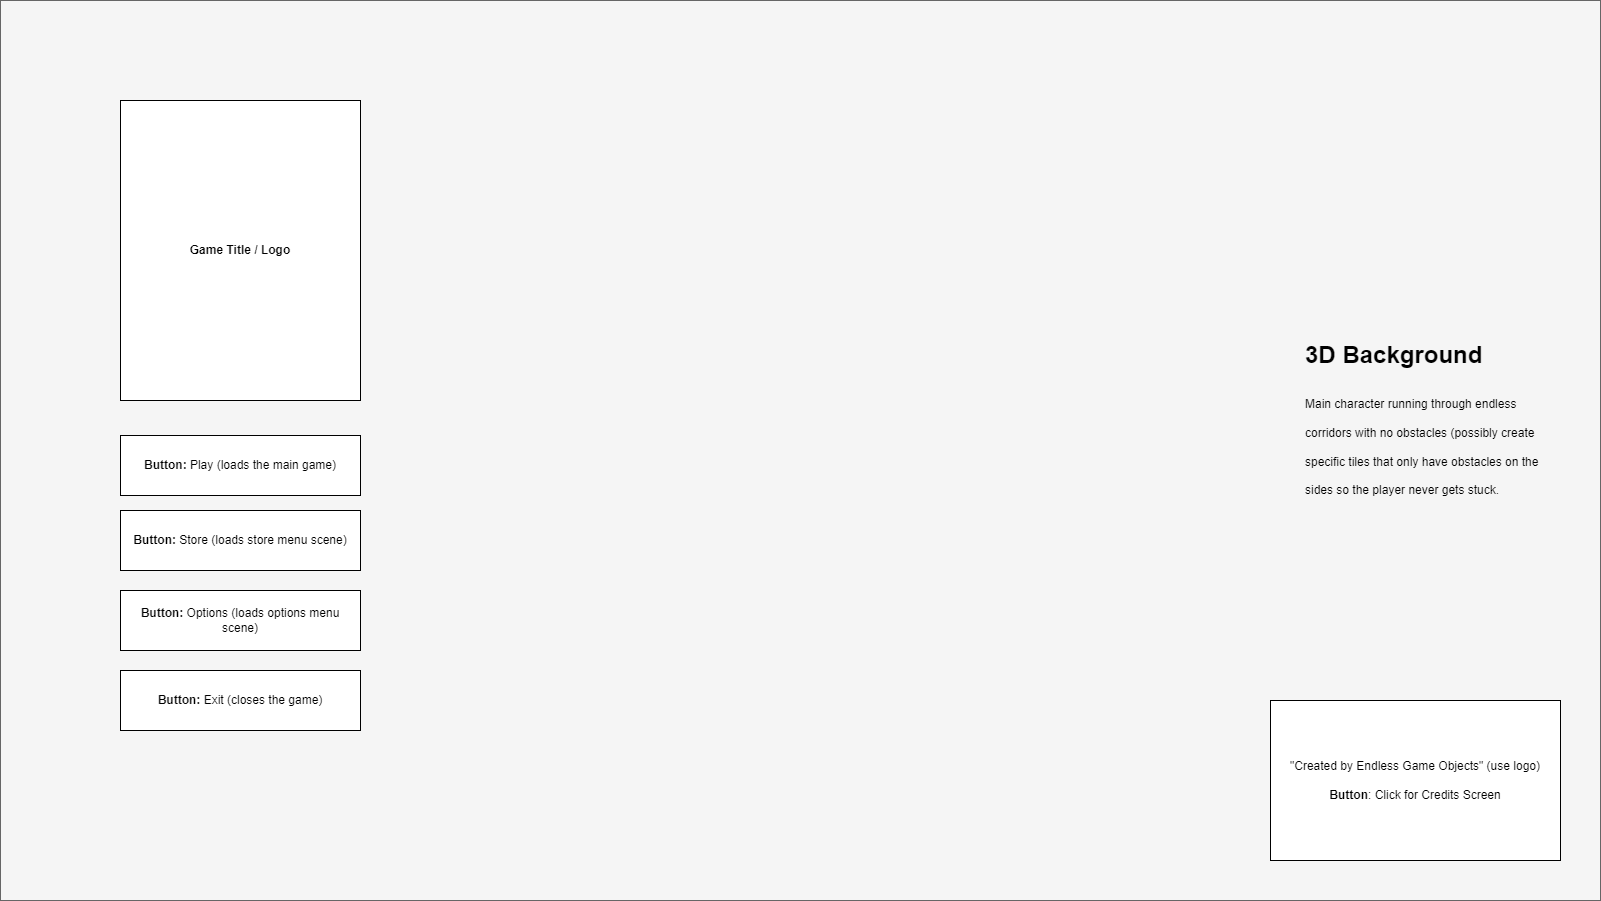 Game Title / Logo
Button: Play (loads the main game)
Button: Store (loads store menu scene)
Button: Options (loads options menu
scene)
Button: Exit (closes the game)
3D Background
Main character running through endless
corridors with no obstacles (possibly create
specific tiles that only have obstacles on the
sides so the player never gets stuck.
"Created by Endless Game Objects" (use logo)
Button: Click for Credits Screen